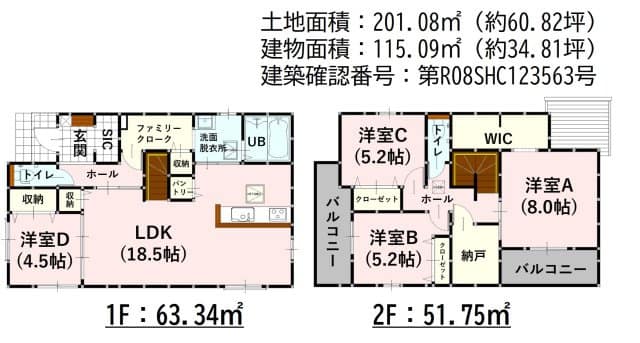 土地面積：201.08㎡（約60.82坪）
建物面積：115.09㎡（約34.81坪）
建築確認番号：第R08SHC123563号
玄関
SIC
ファミリー
クローク
洗面
脱衣所
UB
トイレ
ホール
収納
パン
トリー
収納
収納
洋室D
(4.5帖)
LDK
(18.5帖)
1F：63.34㎡
洋室C
(5.2帖)
トイレ
WIC
バルコニー
クローゼット
ホール
洋室A
(8.0帖)
洋室B
(5.2帖)
クローゼット
納戸
バルコニー
2F：51.75㎡